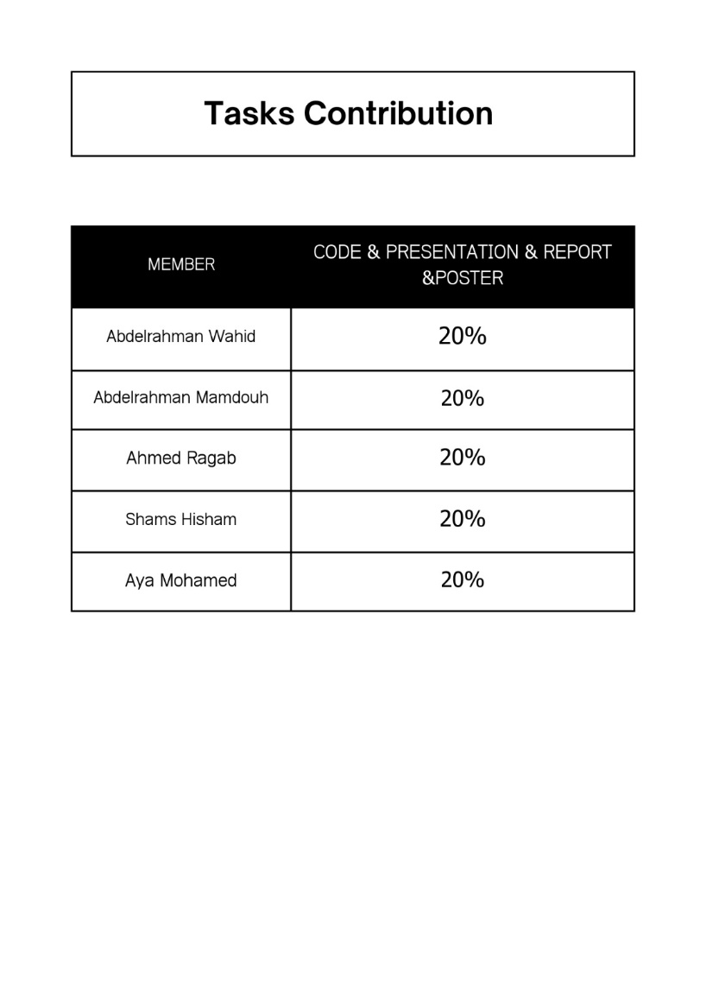 Tasks Contribution
MEMBER
CODE & PRESENTATION & REPORT
&POSTER
Abdelrahman Wahid
20%
Abdelrahman Mamdouh
20%
Ahmed Ragab
20%
Shams Hisham
20%
Aya Mohamed
20%